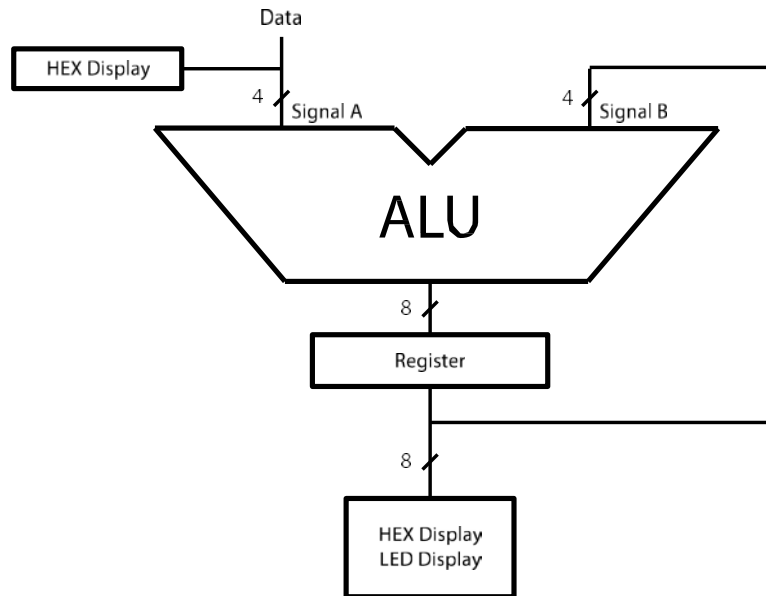 Data
HEX Display
4
Signal A
4
Signal B
ALU
8
Register
8
HEX Display
LED Display